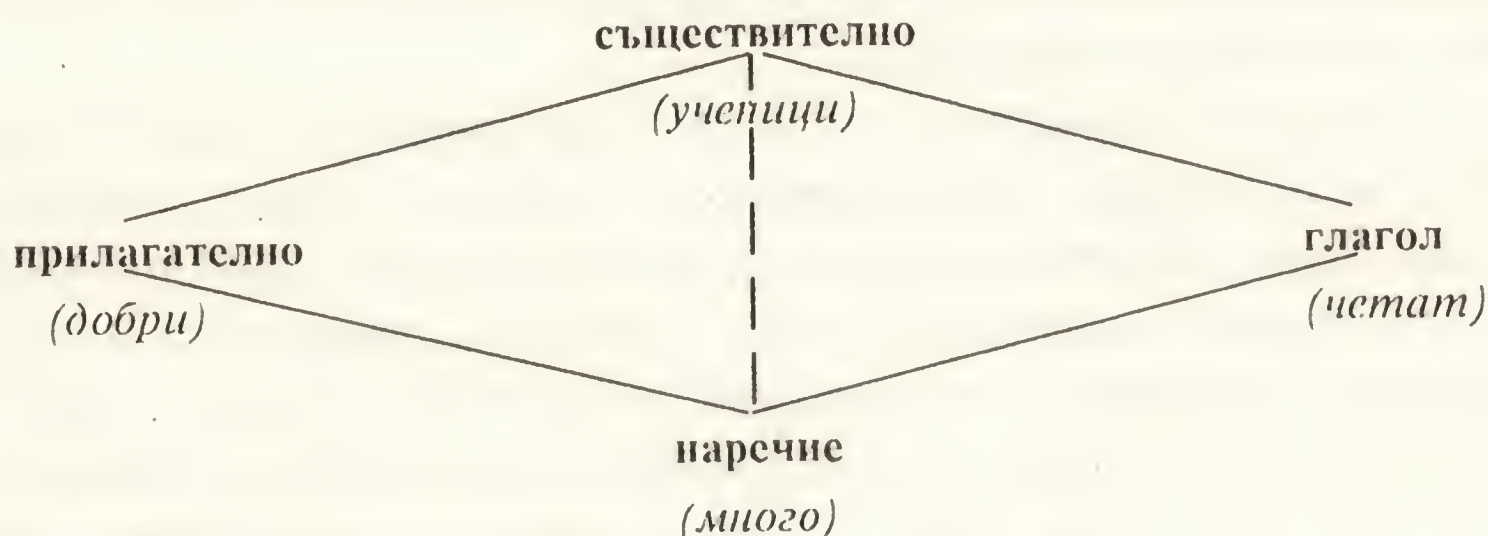 съществително
(ученици)
прилагателно
глагол
(добри)
(четат)
наречие
(много)